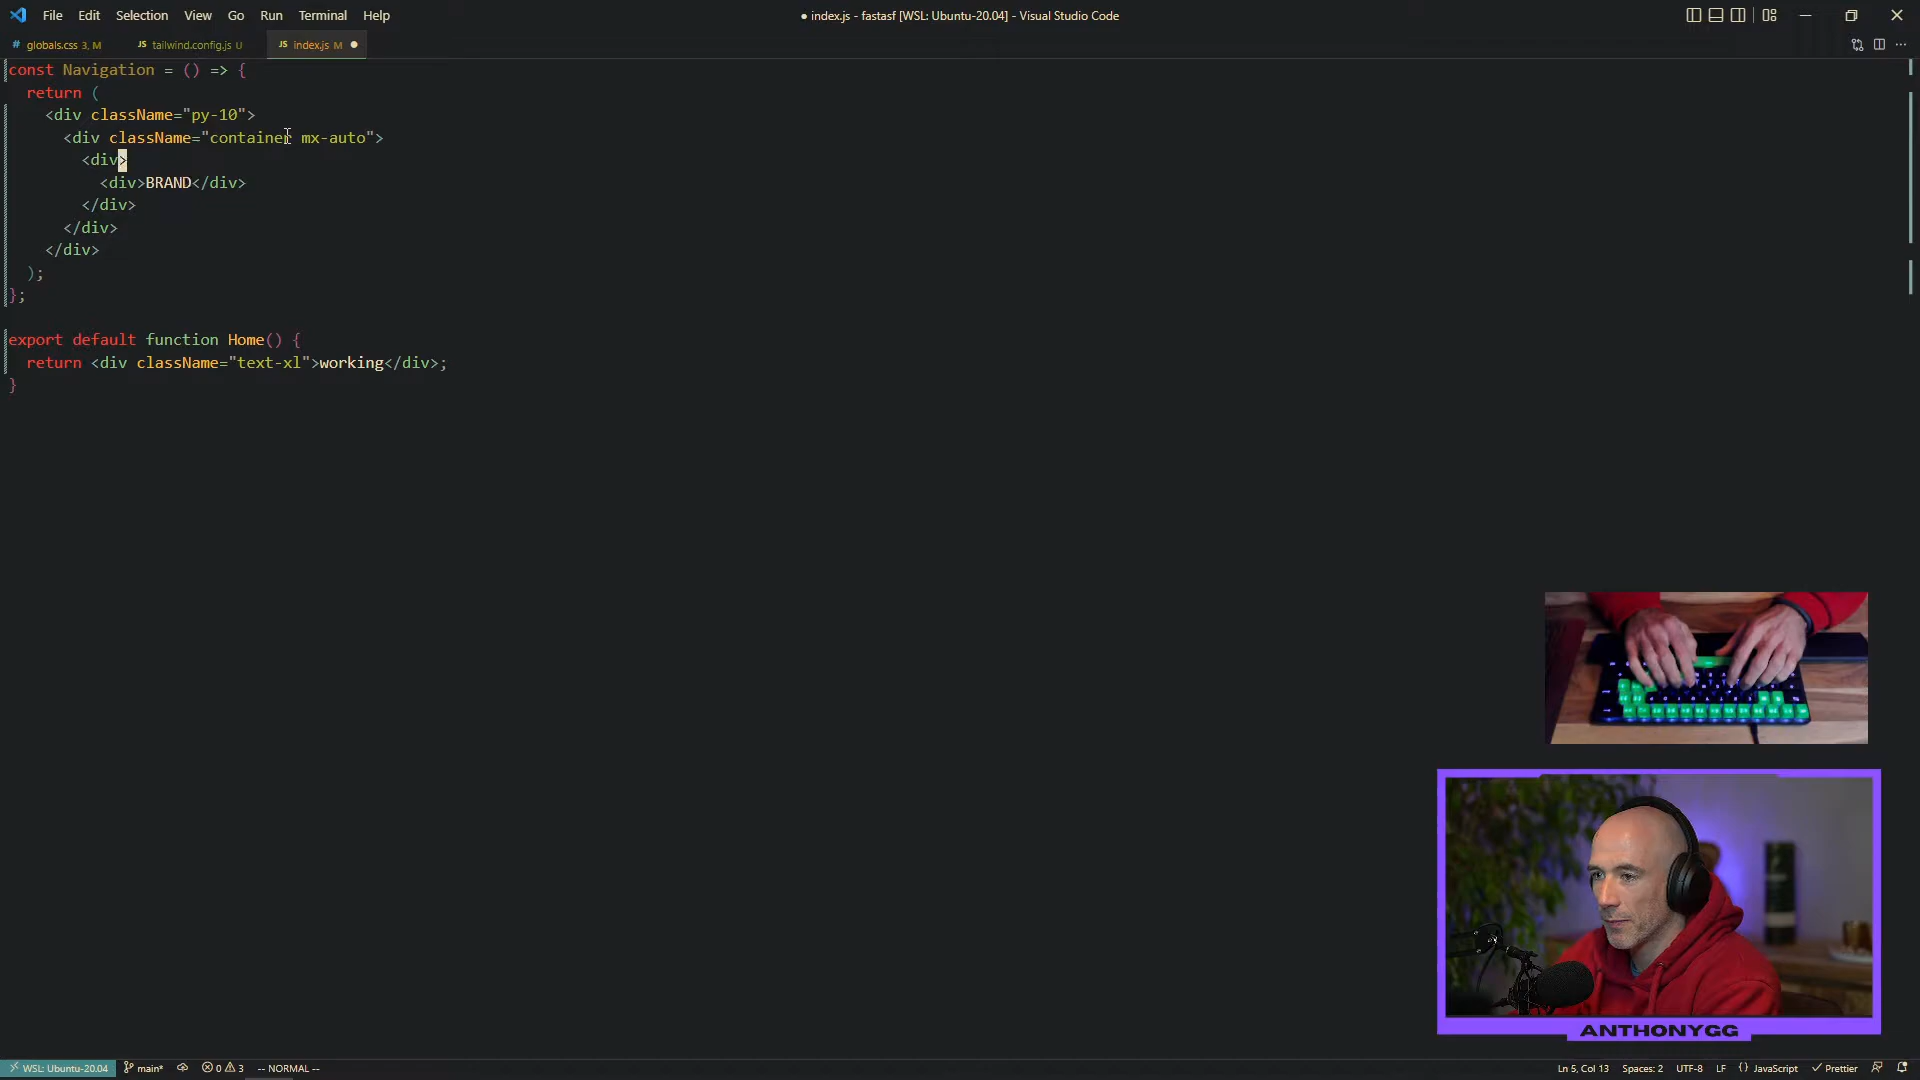 File Edit Selection View Go Run Terminal Help
● index.js - fastasf [WSL: Ubuntu-20.04] - Visual Studio Code
# globals.css 3, M
JS tailwind.config.js U
JS index.js M ●
const Navigation = () => {
return (
<div className="py-10">
<div className="container mx-auto">
<div>
<div>BRAND</div>
</div>
</div>
</div>
);
};
export default function Home() {
return <div className="text-xl">working</div>;
}
ANTHONYGG
WSL: Ubuntu-20.04 main* 0 3 -- NORMAL --
Ln 5, Col 13 Spaces: 2 UTF-8 LF {} JavaScript Prettier